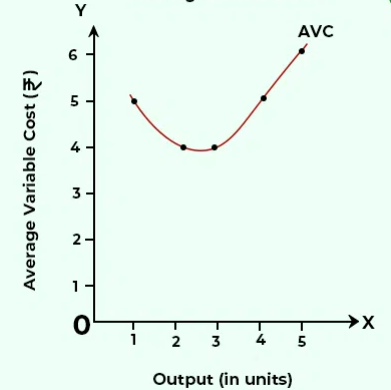 Y
AVC
6
5
4
3
2
1
0
1 2 3 4 5
X
Average Variable Cost (₹)
Output (in units)